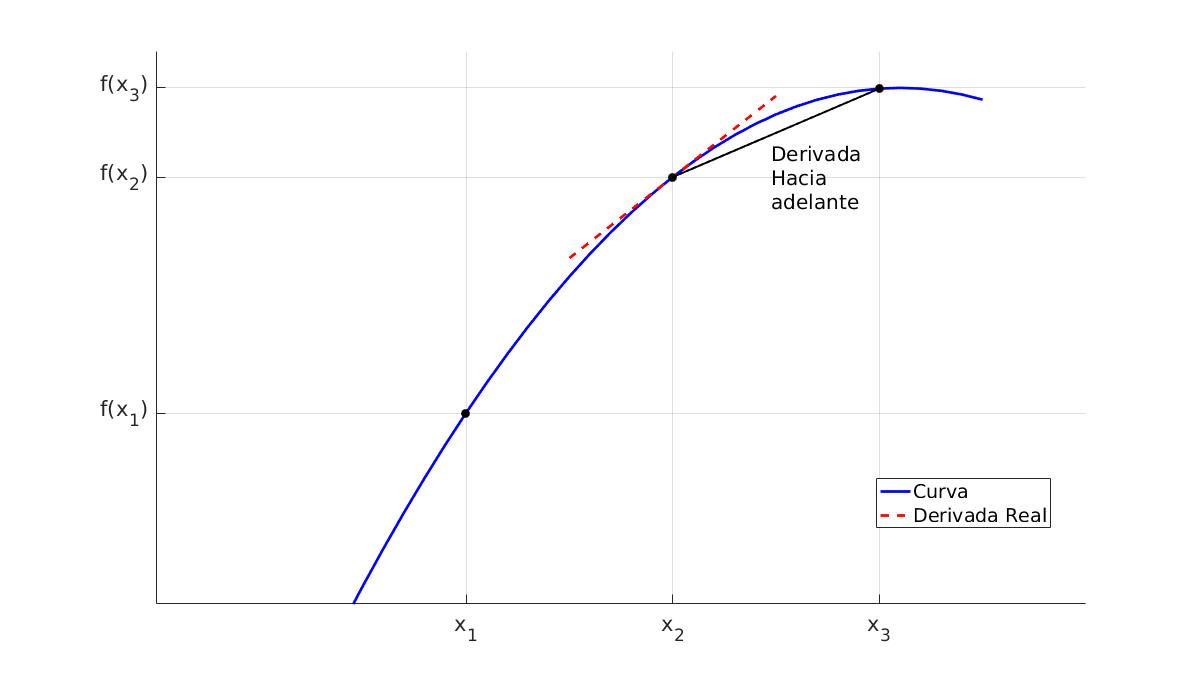 f(x₃)
f(x₂)
Derivada
Hacia
adelante
f(x₁)
Curva
Derivada Real
x₁ x₂ x₃